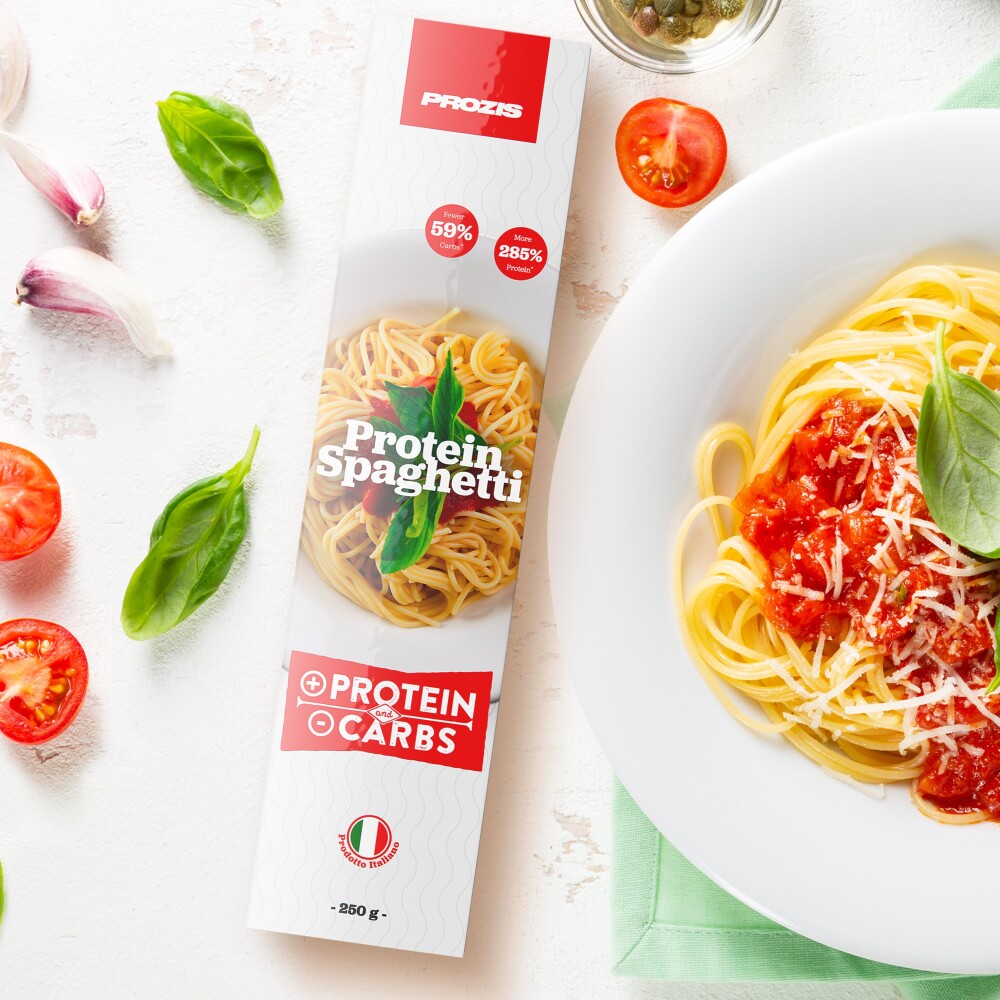 PROZIS
Fewer
59%
Carbs*
More
285%
Protein*
Protein
Spaghetti
+ PROTEIN
and
- CARBS
Prodotto Italiano
- 250 g -